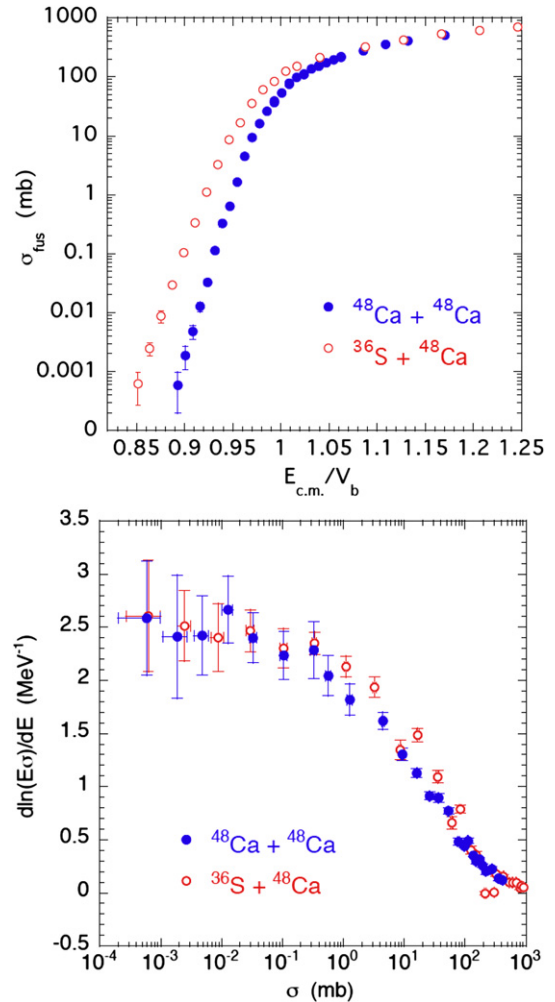 1000
100
10
1
0.1
0.01
0.001
0
σfus (mb)
⁴⁸Ca + ⁴⁸Ca
³⁶S + ⁴⁸Ca
0.85 0.9 0.95 1 1.05 1.1 1.15 1.2 1.25
Ec.m./Vb
3.5
3
2.5
2
1.5
1
0.5
0
-0.5
dln(Eσ)/dE (MeV⁻¹)
⁴⁸Ca + ⁴⁸Ca
³⁶S + ⁴⁸Ca
10⁻⁴ 10⁻³ 10⁻² 10⁻¹ 10⁰ 10¹ 10² 10³
σ (mb)